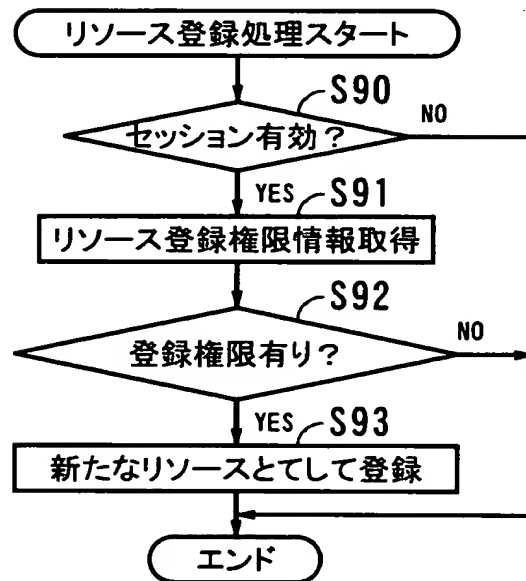 リソース登録処理スタート
S90
セッション有効？
NO
YES
S91
リソース登録権限情報取得
S92
登録権限有り？
NO
YES
S93
新たなリソースとてして登録
エンド